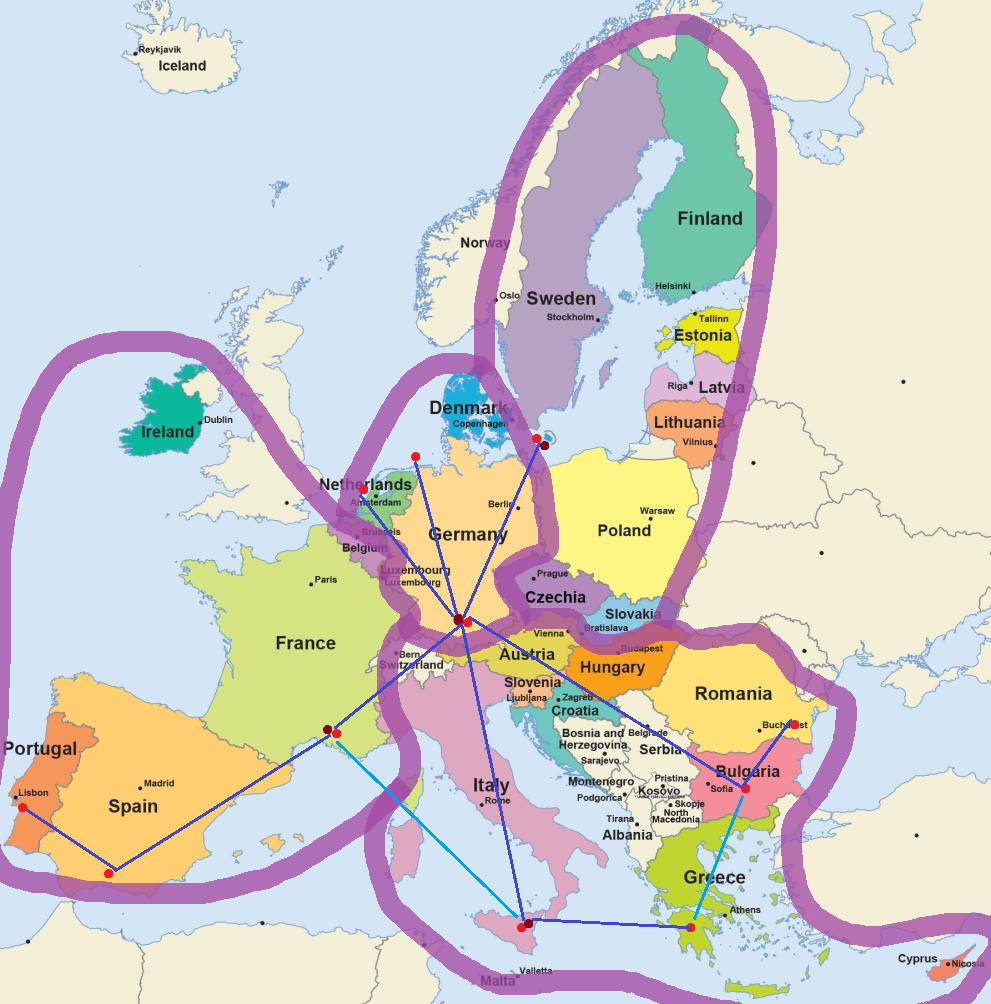 Reykjavik
Iceland
Finland
Norway
Helsinki
Oslo
Sweden
Stockholm
Tallinn
Estonia
Riga
Latvia
Denmark
Copenhagen
Dublin
Ireland
Lithuania
Vilnius
Netherlands
Amsterdam
Berlin
Warsaw
Poland
Brussels
Germany
Belgium
Luxembourg
Luxembourg
Paris
Prague
Czechia
Slovakia
Bratislava
Vienna
France
Bern
Switzerland
Austria
Budapest
Hungary
Slovenia
Ljubljana
Zagreb
Croatia
Romania
Bucharest
Portugal
Lisbon
Madrid
Spain
Bosnia and
Herzegovina
Sarajevo
Belgrade
Serbia
Italy
Rome
Montenegro
Podgorica
Pristina
Kosovo
Bulgaria
Sofia
Skopje
North
Macedonia
Tirana
Albania
Greece
Athens
Valletta
Malta
Cyprus
Nicosia